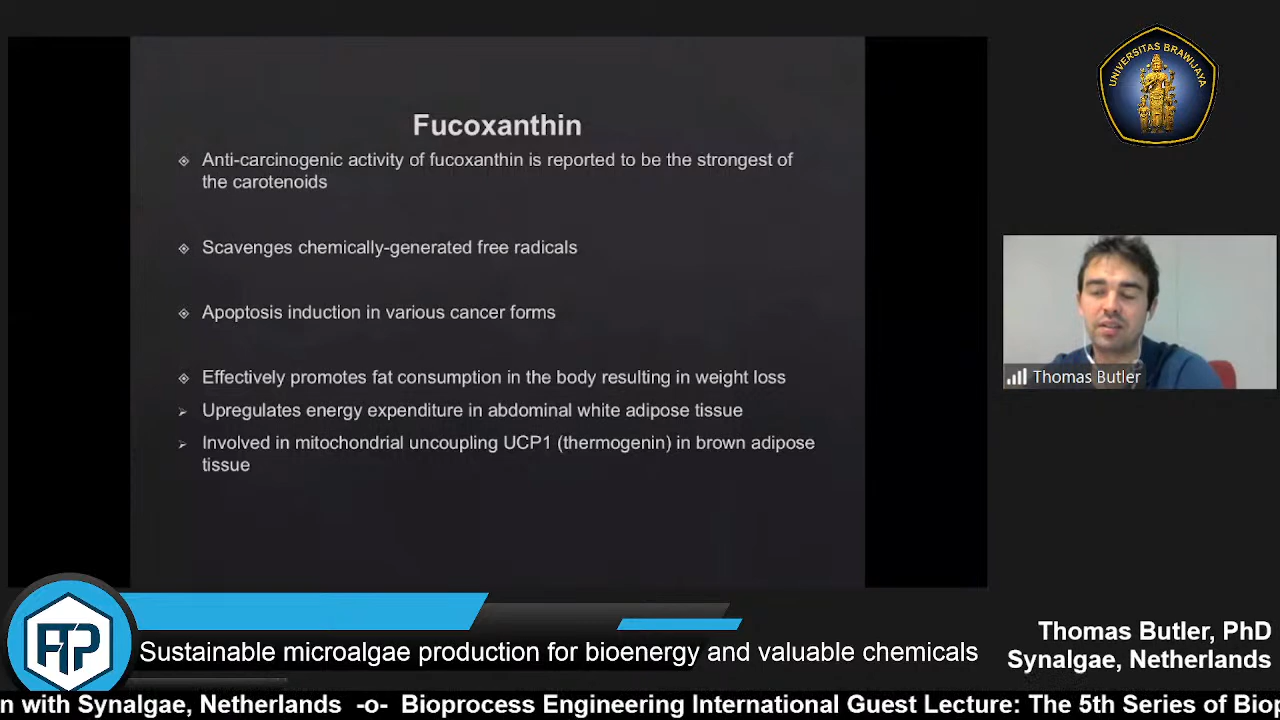 Fucoxanthin
Anti-carcinogenic activity of fucoxanthin is reported to be the strongest of
the carotenoids
Scavenges chemically-generated free radicals
Apoptosis induction in various cancer forms
Effectively promotes fat consumption in the body resulting in weight loss
Upregulates energy expenditure in abdominal white adipose tissue
Involved in mitochondrial uncoupling UCP1 (thermogenin) in brown adipose
tissue
UNIVERSITAS BRAWIJAYA
Thomas Butler
FTP
Sustainable microalgae production for bioenergy and valuable chemicals
Thomas Butler, PhD
Synalgae, Netherlands
n with Synalgae, Netherlands -o- Bioprocess Engineering International Guest Lecture: The 5th Series of Biop